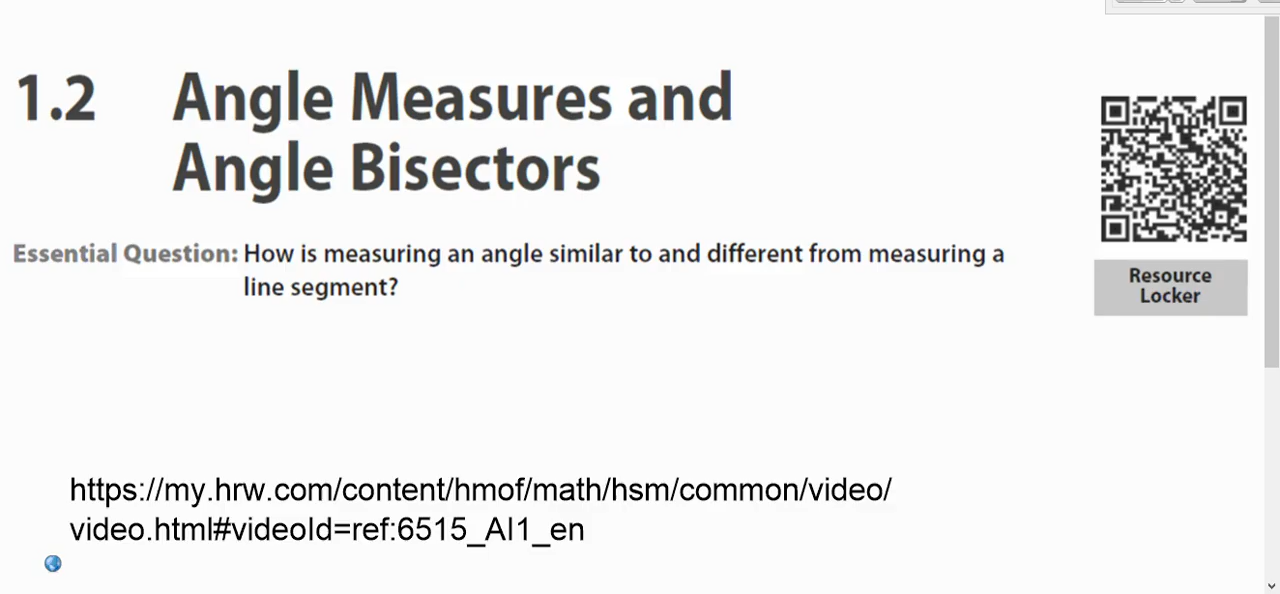 1.2 Angle Measures and
Angle Bisectors
Essential Question: How is measuring an angle similar to and different from measuring a
line segment?
Resource
Locker
https://my.hrw.com/content/hmof/math/hsm/common/video/
video.html#videoId=ref:6515_AI1_en